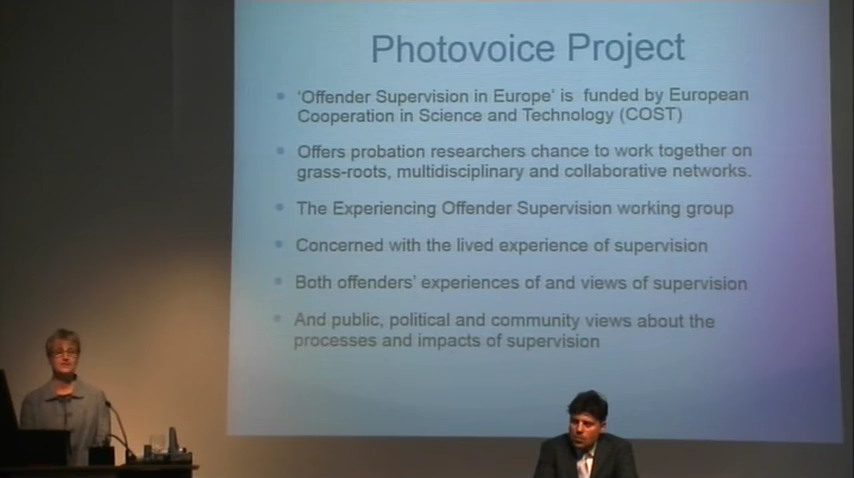 Photovoice Project
'Offender Supervision in Europe' is funded by European
Cooperation in Science and Technology (COST)
Offers probation researchers chance to work together on
grass-roots, multidisciplinary and collaborative networks.
The Experiencing Offender Supervision working group
Concerned with the lived experience of supervision
Both offenders' experiences of and views of supervision
And public, political and community views about the
processes and impacts of supervision